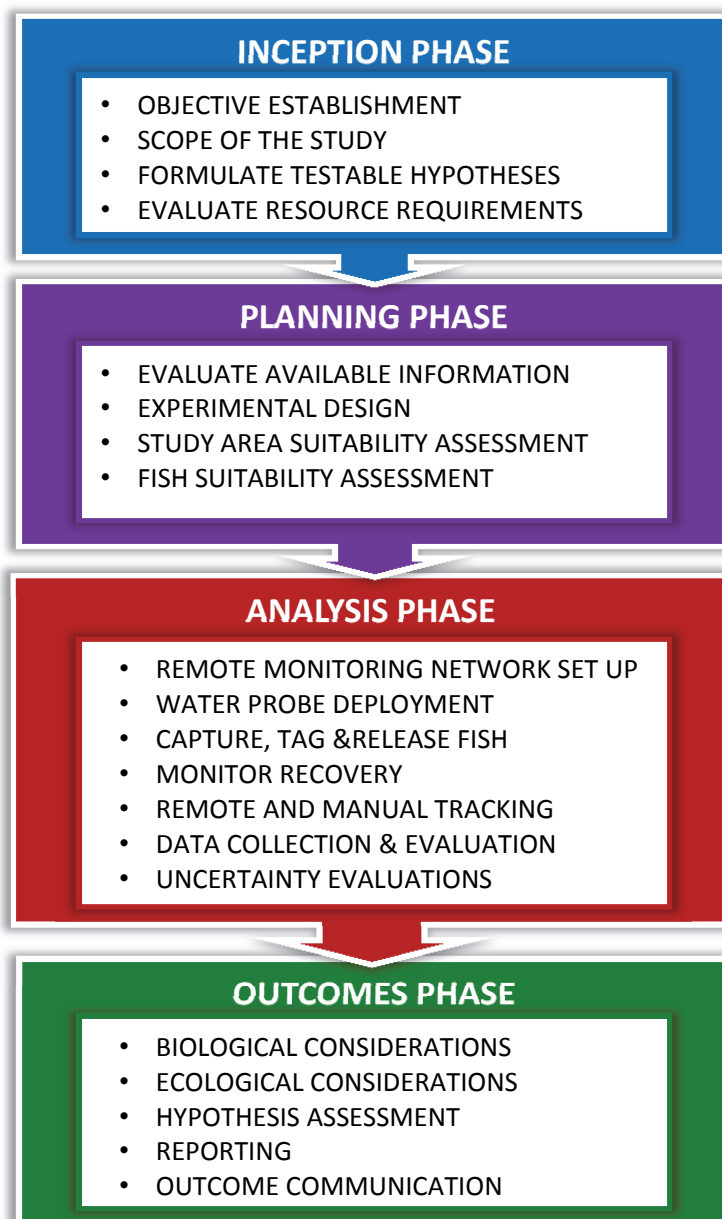 INCEPTION PHASE
• OBJECTIVE ESTABLISHMENT
• SCOPE OF THE STUDY
• FORMULATE TESTABLE HYPOTHESES
• EVALUATE RESOURCE REQUIREMENTS
PLANNING PHASE
• EVALUATE AVAILABLE INFORMATION
• EXPERIMENTAL DESIGN
• STUDY AREA SUITABILITY ASSESSMENT
• FISH SUITABILITY ASSESSMENT
ANALYSIS PHASE
• REMOTE MONITORING NETWORK SET UP
• WATER PROBE DEPLOYMENT
• CAPTURE, TAG &RELEASE FISH
• MONITOR RECOVERY
• REMOTE AND MANUAL TRACKING
• DATA COLLECTION & EVALUATION
• UNCERTAINTY EVALUATIONS
OUTCOMES PHASE
• BIOLOGICAL CONSIDERATIONS
• ECOLOGICAL CONSIDERATIONS
• HYPOTHESIS ASSESSMENT
• REPORTING
• OUTCOME COMMUNICATION